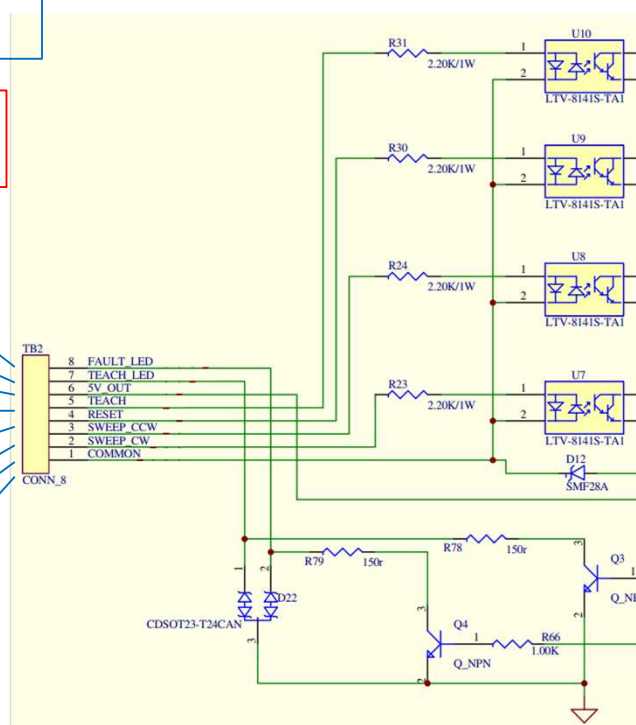 U10
R31
1
2.20K/1W
2
LTV-8141S-TA1
U9
R30
1
2.20K/1W
2
LTV-8141S-TA1
U8
R24
1
2.20K/1W
2
LTV-8141S-TA1
TB2
8 FAULT_LED
7 TEACH_LED
6 5V_OUT
5 TEACH
4 RESET
3 SWEEP_CCW
2 SWEEP_CW
1 COMMON
CONN_8
U7
R23
1
2.20K/1W
2
LTV-8141S-TA1
D12
SMF28A
R78
150r
3
Q3
1
2
R79
150r
1
2
D22
CDSOT23-T24CAN
3
3
Q4
1
R66
1.00K
Q_NPN
2